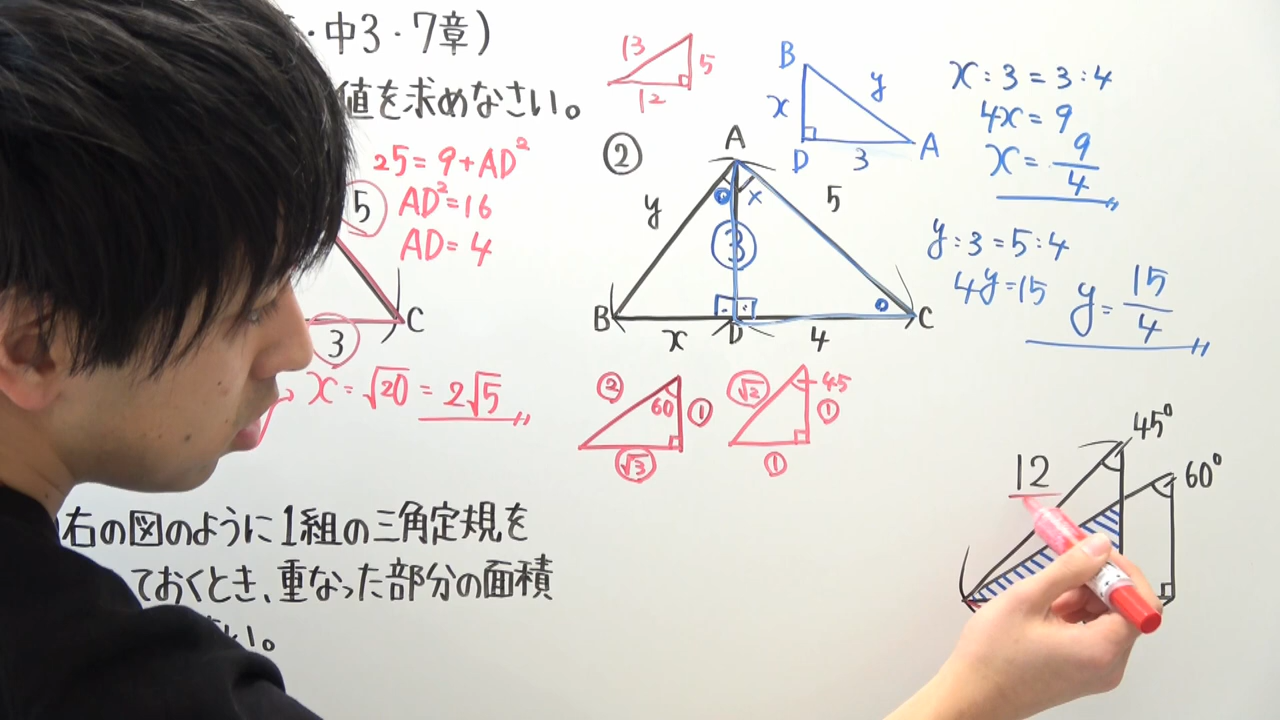 ・中3・7章)
値を求めなさい。
25=9+AD²
AD²=16
AD=4
5
C
3
x=√20=2√5
13
5
12
②
A
y
x
5
3
B
C
x
D
4
B
x
y
D
3
A
x:3=3:4
4x=9
x=9/4
y:3=5:4
4y=15
y=15/4
②
60
①
√3
√2
45
①
①
45°
60°
12
右の図のように1組の三角定規を
ておくとき、重なった部分の面積
い。